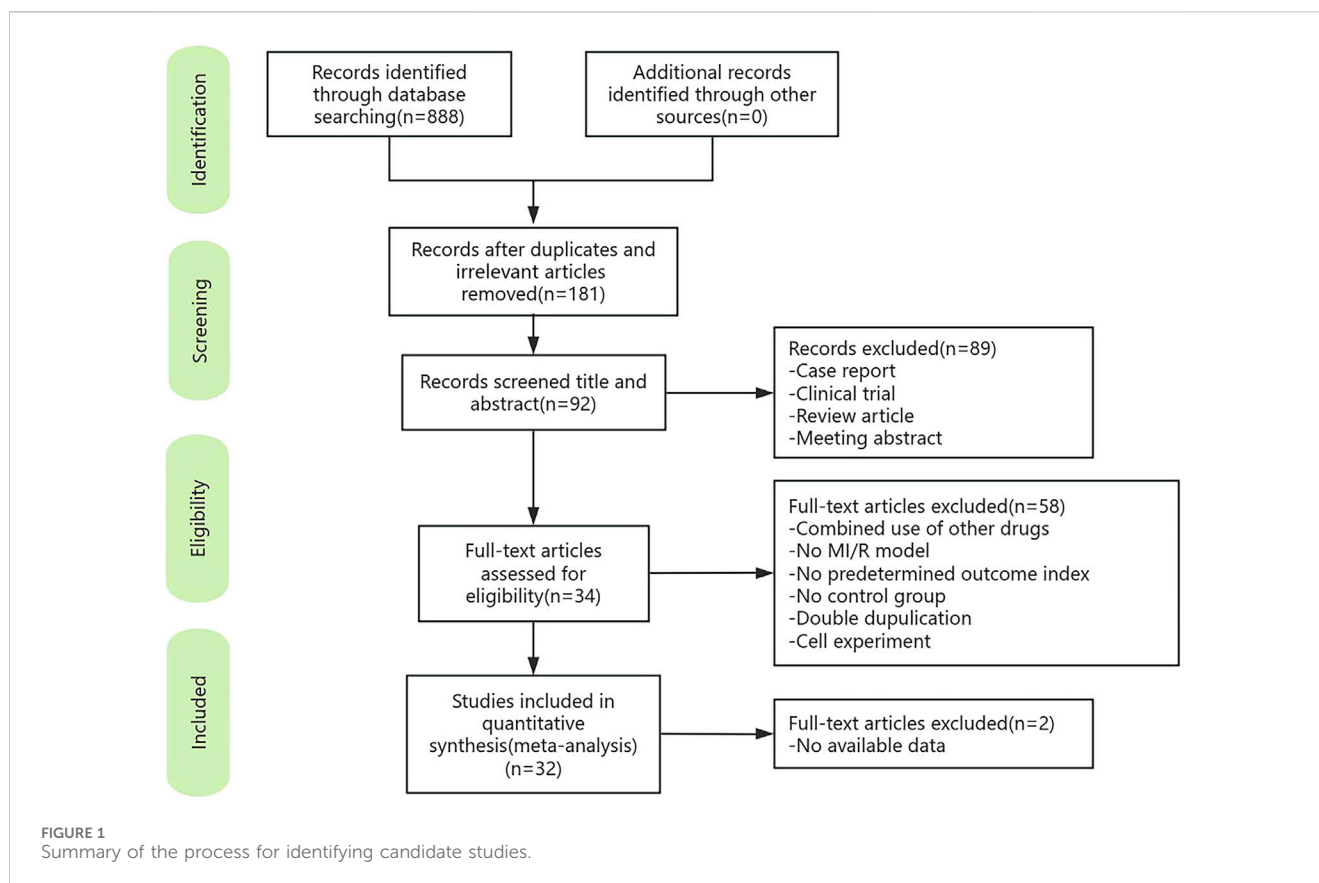 Identification
Records identified
through database
searching(n=888)
Additional records
identified through other
sources(n=0)
Screening
Records after duplicates and
irrelevant articles
removed(n=181)
Records screened title and
abstract(n=92)
Records excluded(n=89)
-Case report
-Clinical trial
-Review article
-Meeting abstract
Eligibility
Full-text articles
assessed for
eligibility(n=34)
Full-text articles excluded(n=58)
-Combined use of other drugs
-No MI/R model
-No predetermined outcome index
-No control group
-Double dupulication
-Cell experiment
Included
Studies included in
quantitative
synthesis(meta-analysis)
(n=32)
Full-text articles excluded(n=2)
-No available data
FIGURE 1
Summary of the process for identifying candidate studies.